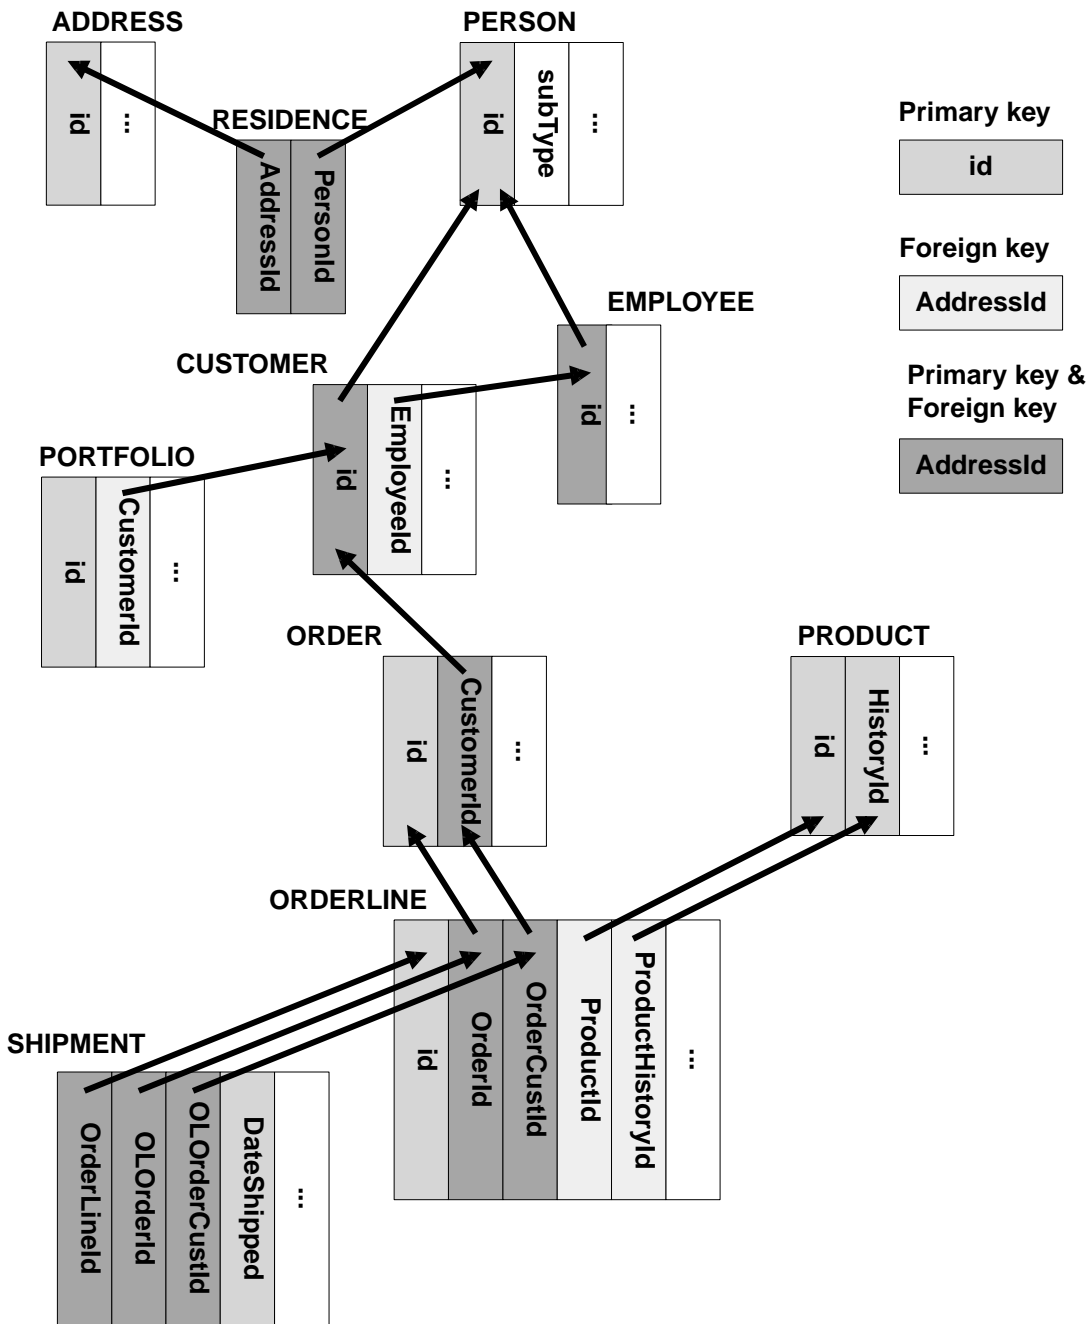 ADDRESS
id
...
PERSON
id
subType
...
RESIDENCE
AddressId
PersonId
Primary key
id
Foreign key
AddressId
Primary key &
Foreign key
AddressId
EMPLOYEE
id
...
CUSTOMER
id
EmployeeId
...
PORTFOLIO
id
CustomerId
...
ORDER
id
CustomerId
...
PRODUCT
id
HistoryId
...
ORDERLINE
id
OrderId
OrderCustId
ProductId
ProductHistoryId
...
SHIPMENT
OrderLineId
OLOrderId
OLOrderCustId
DateShipped
...